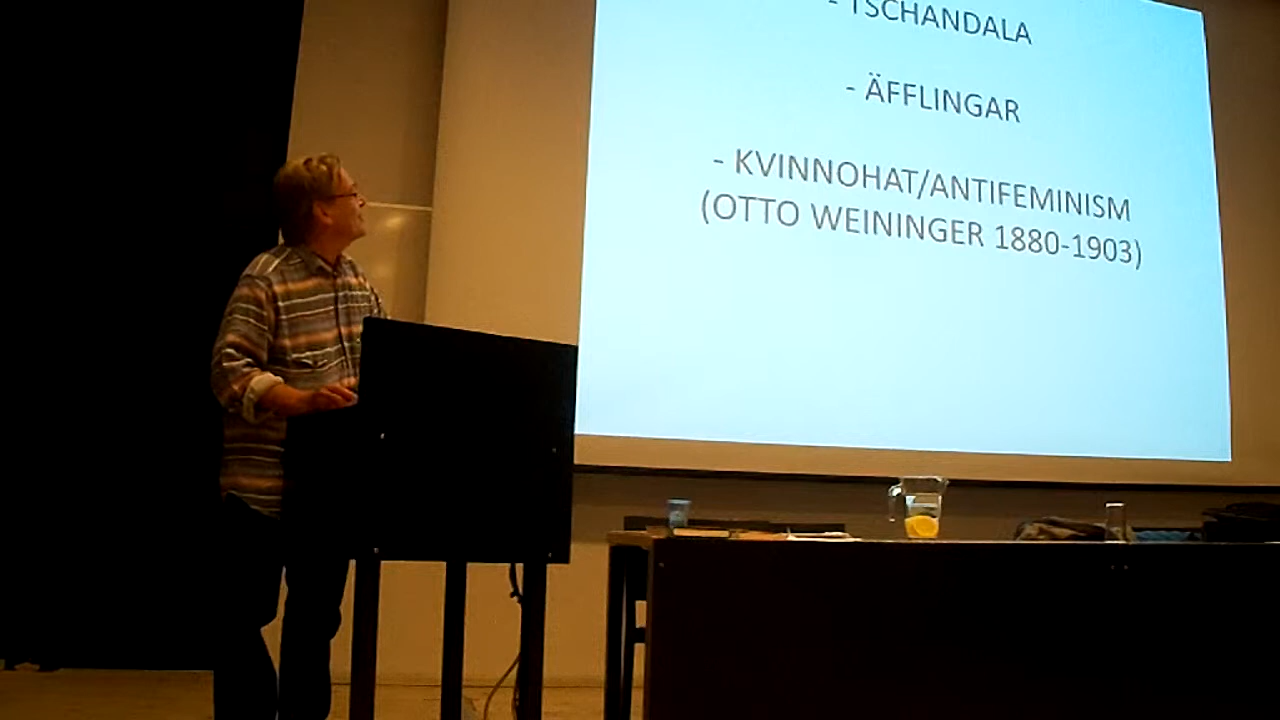 - TSCHANDALA
- ÄFFLINGAR
- KVINNOHAT/ANTIFEMINISM
(OTTO WEININGER 1880-1903)